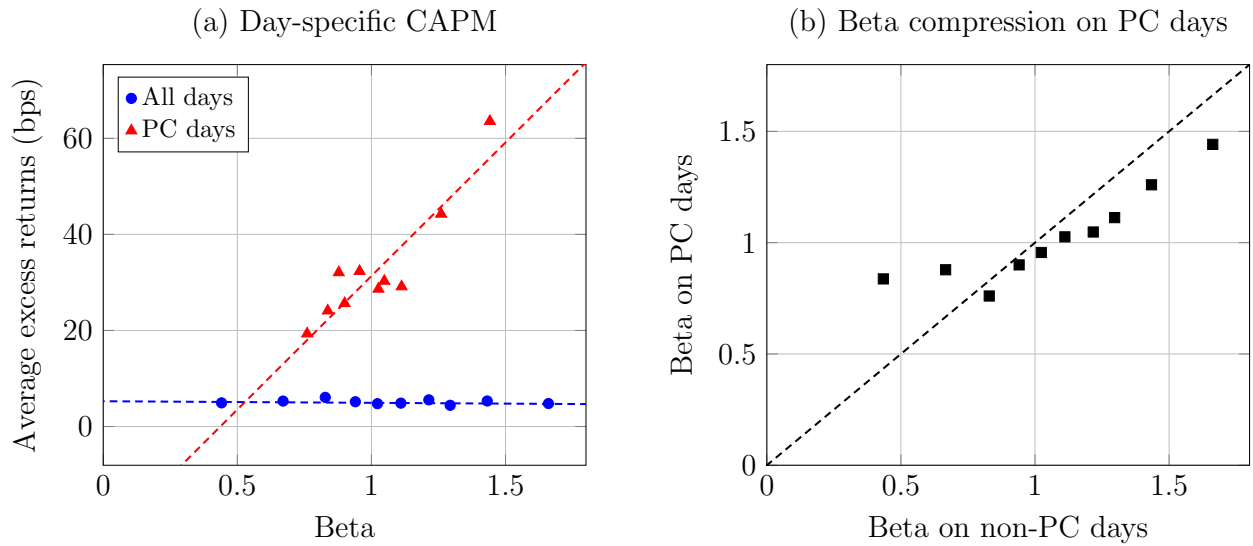 (a) Day-specific CAPM
Average excess returns (bps)
60
40
20
0
0
0.5
1
1.5
Beta
All days
PC days
(b) Beta compression on PC days
Beta on PC days
1.5
1
0.5
0
0
0.5
1
1.5
Beta on non-PC days